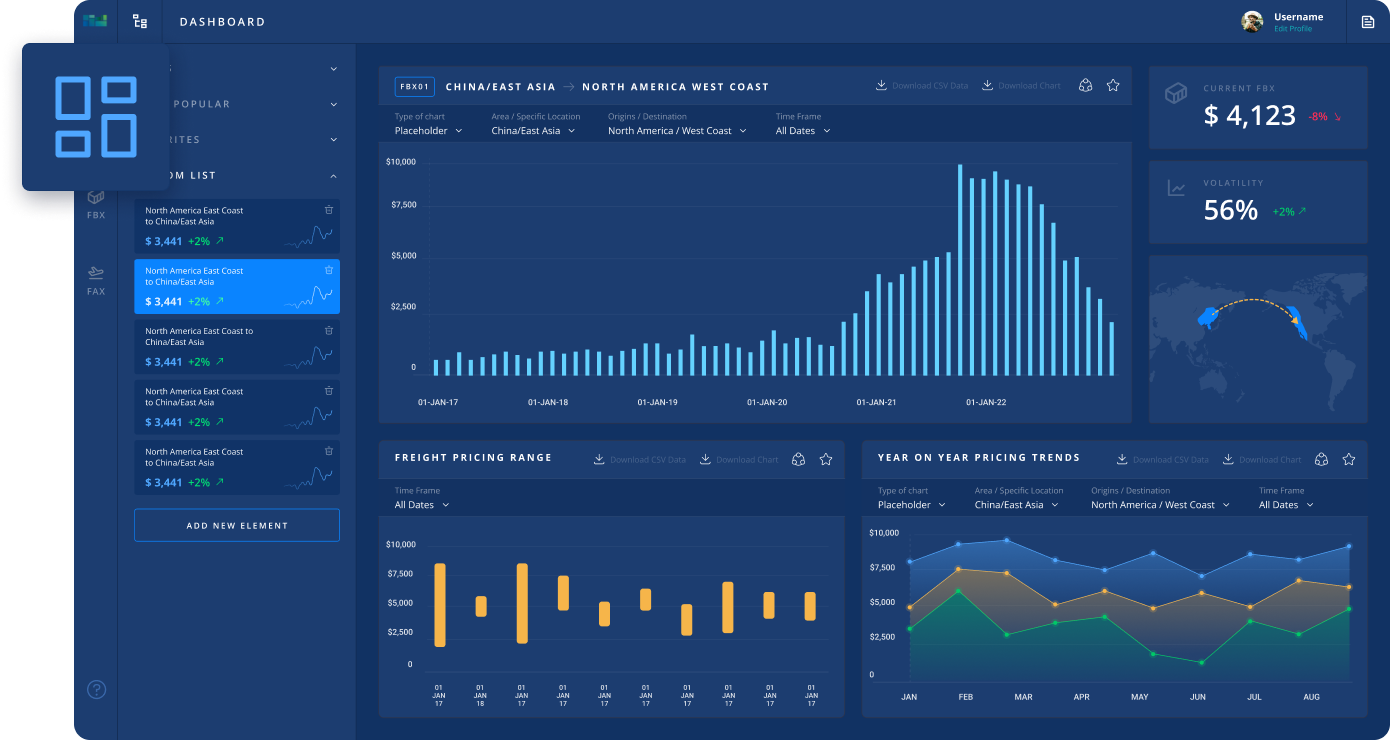 DASHBOARD
Username
Edit Profile
POPULAR
LIST
FBX
FAX
North America East Coast
to China/East Asia
$ 3,441 +2%
North America East Coast
to China/East Asia
$ 3,441 +2%
North America East Coast to
China/East Asia
$ 3,441 +2%
North America East Coast
to China/East Asia
$ 3,441 +2%
North America East Coast
to China/East Asia
$ 3,441 +2%
ADD NEW ELEMENT
FBX01 CHINA/EAST ASIA → NORTH AMERICA WEST COAST
Download CSV Data Download Chart
Type of chart Area / Specific Location Origins / Destination Time Frame
Placeholder China/East Asia North America / West Coast All Dates
$10,000
$7,500
$5,000
$2,500
0
01-JAN-17 01-JAN-18 01-JAN-19 01-JAN-20 01-JAN-21 01-JAN-22
CURRENT FBX
$ 4,123 -8%
VOLATILITY
56% +2%
FREIGHT PRICING RANGE
Download CSV Data Download Chart
Time Frame
All Dates
$10,000
$7,500
$5,000
$2,500
0
01 01 01 01 01 01 01 01 01 01
JAN JAN JAN JAN JAN JAN JAN JAN JAN JAN
17 18 17 17 17 17 17 17 17 17
YEAR ON YEAR PRICING TRENDS
Download CSV Data Download Chart
Type of chart Area / Specific Location Origins / Destination Time Frame
Placeholder China/East Asia North America / West Coast All Dates
$10,000
$7,500
$5,000
$2,500
0
JAN FEB MAR APR MAY JUN JUL AUG